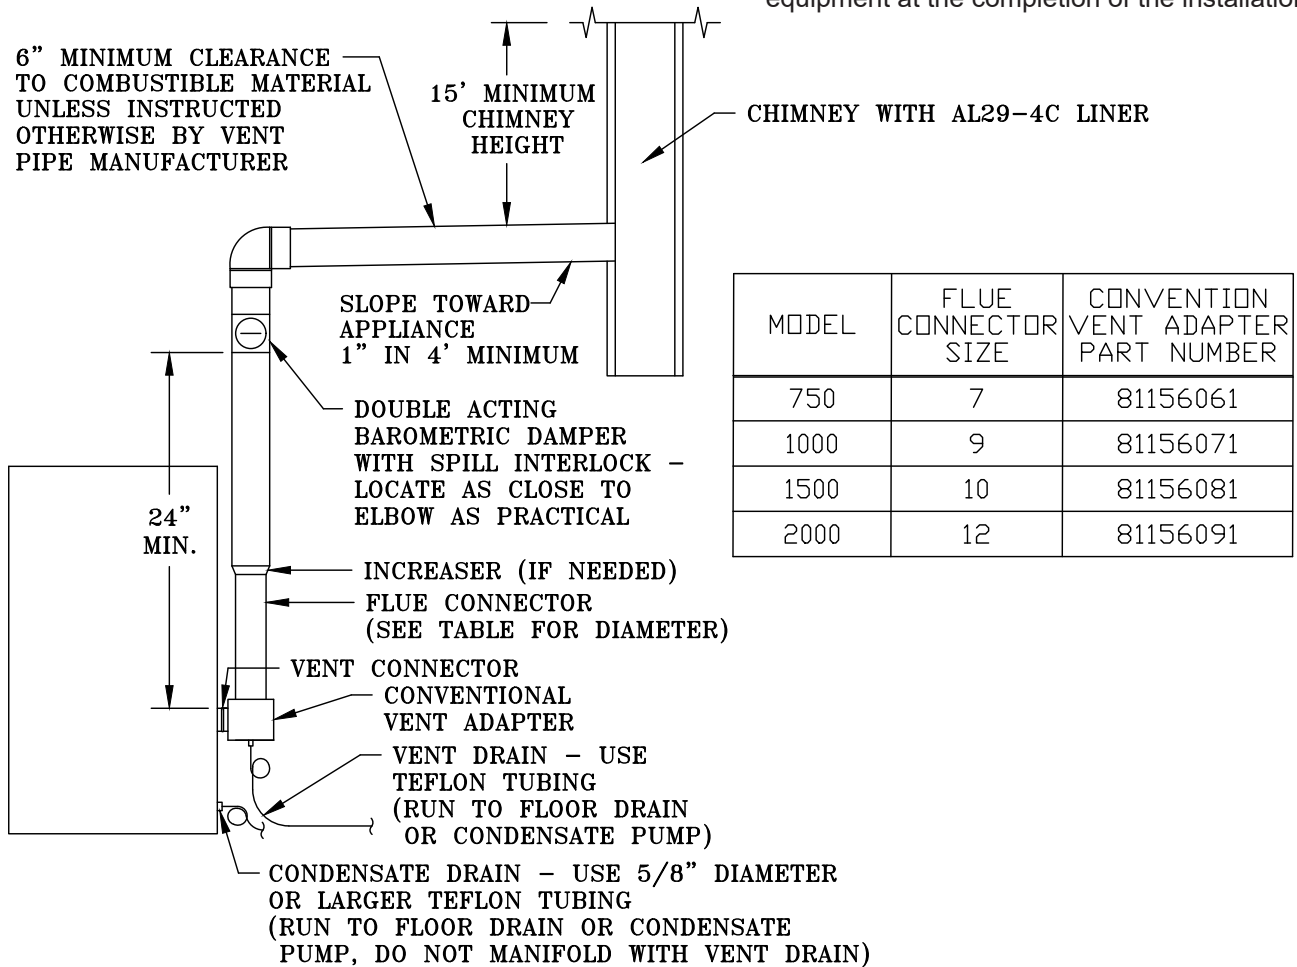 equipment at the completion of the installation
6” MINIMUM CLEARANCE
TO COMBUSTIBLE MATERIAL
UNLESS INSTRUCTED
OTHERWISE BY VENT
PIPE MANUFACTURER
15’ MINIMUM
CHIMNEY
HEIGHT
CHIMNEY WITH AL29-4C LINER
SLOPE TOWARD
APPLIANCE
1” IN 4’ MINIMUM
DOUBLE ACTING
BAROMETRIC DAMPER
WITH SPILL INTERLOCK -
LOCATE AS CLOSE TO
ELBOW AS PRACTICAL
24”
MIN.
INCREASER (IF NEEDED)
FLUE CONNECTOR
(SEE TABLE FOR DIAMETER)
VENT CONNECTOR
CONVENTIONAL
VENT ADAPTER
VENT DRAIN - USE
TEFLON TUBING
(RUN TO FLOOR DRAIN
OR CONDENSATE PUMP)
CONDENSATE DRAIN - USE 5/8” DIAMETER
OR LARGER TEFLON TUBING
(RUN TO FLOOR DRAIN OR CONDENSATE
PUMP, DO NOT MANIFOLD WITH VENT DRAIN)
MODEL
FLUE
CONNECTOR
SIZE
CONVENTION
VENT ADAPTER
PART NUMBER
750 7 81156061
1000 9 81156071
1500 10 81156081
2000 12 81156091